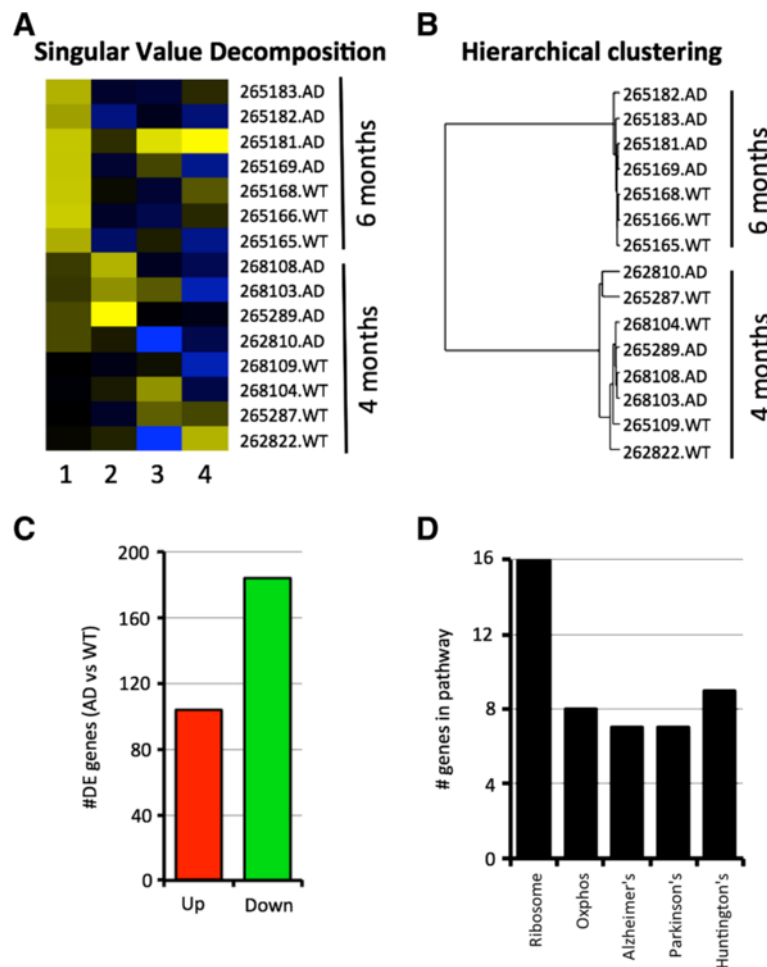 A
Singular Value Decomposition
265183.AD
265182.AD
265181.AD
265169.AD
265168.WT
265166.WT
265165.WT
268108.AD
268103.AD
265289.AD
262810.AD
268109.WT
268104.WT
265287.WT
262822.WT
6 months
4 months
1 2 3 4
B
Hierarchical clustering
265182.AD
265183.AD
265181.AD
265169.AD
265168.WT
265166.WT
265165.WT
262810.AD
265287.WT
268104.WT
265289.AD
268108.AD
268103.AD
265109.WT
262822.WT
6 months
4 months
C
#DE genes (AD vs WT)
200
160
120
80
40
0
Up Down
D
# genes in pathway
16
12
8
4
0
Ribosome
Oxphos
Alzheimer's
Parkinson's
Huntington's